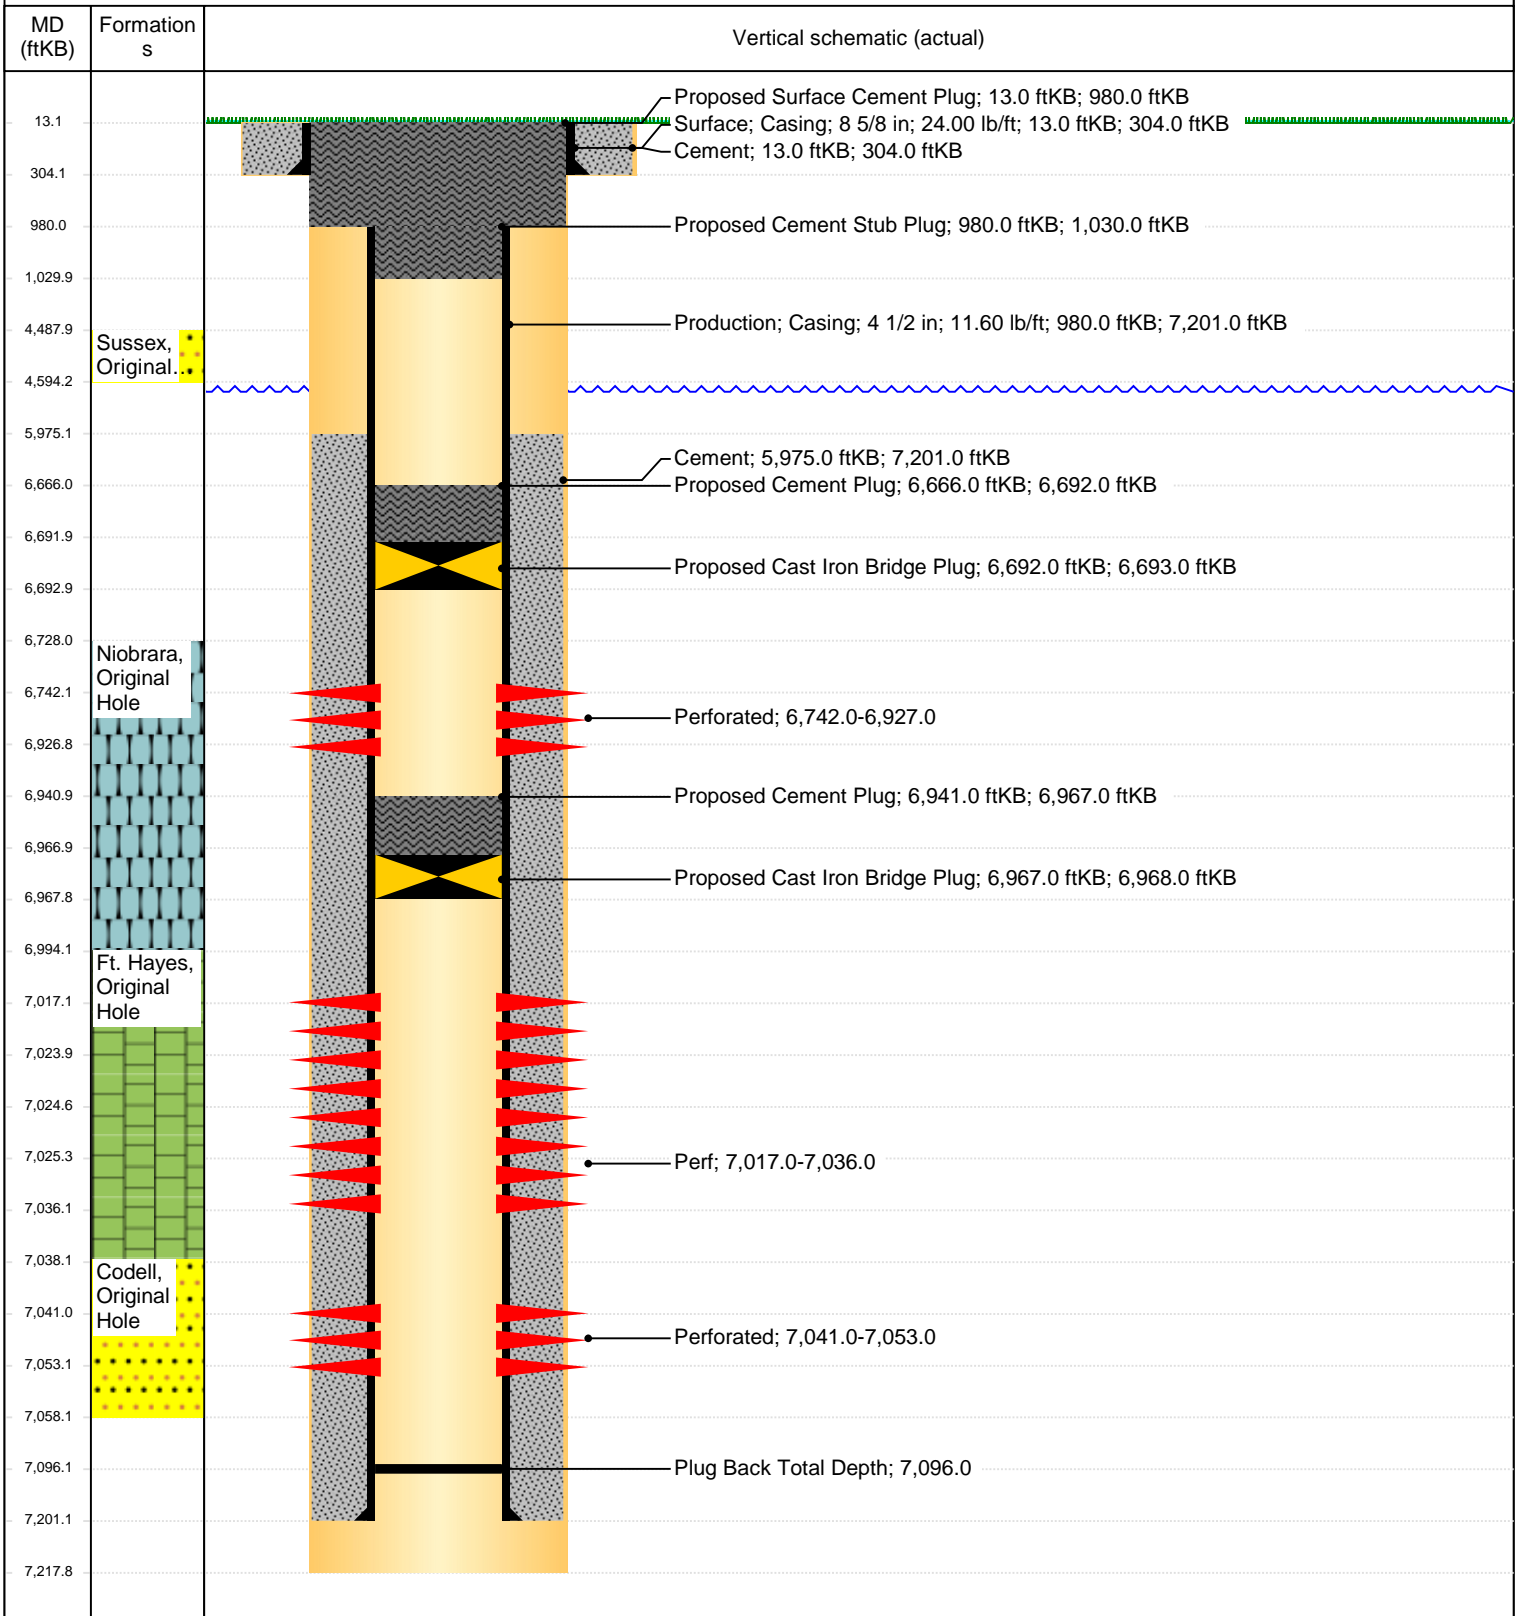 MD
(ftKB)
Formation
s
Vertical schematic (actual)
13.1
304.1
980.0
1,029.9
4,487.9
4,594.2
5,975.1
6,666.0
6,691.9
6,692.9
6,728.0
6,742.1
6,926.8
6,940.9
6,966.9
6,967.8
6,994.1
7,017.1
7,023.9
7,024.6
7,025.3
7,036.1
7,038.1
7,041.0
7,053.1
7,058.1
7,096.1
7,201.1
7,217.8
Sussex,
Original...
Niobrara,
Original
Hole
Ft. Hayes,
Original
Hole
Codell,
Original
Hole
Proposed Surface Cement Plug; 13.0 ftKB; 980.0 ftKB
Surface; Casing; 8 5/8 in; 24.00 lb/ft; 13.0 ftKB; 304.0 ftKB
Cement; 13.0 ftKB; 304.0 ftKB
Proposed Cement Stub Plug; 980.0 ftKB; 1,030.0 ftKB
Production; Casing; 4 1/2 in; 11.60 lb/ft; 980.0 ftKB; 7,201.0 ftKB
Cement; 5,975.0 ftKB; 7,201.0 ftKB
Proposed Cement Plug; 6,666.0 ftKB; 6,692.0 ftKB
Proposed Cast Iron Bridge Plug; 6,692.0 ftKB; 6,693.0 ftKB
Perforated; 6,742.0-6,927.0
Proposed Cement Plug; 6,941.0 ftKB; 6,967.0 ftKB
Proposed Cast Iron Bridge Plug; 6,967.0 ftKB; 6,968.0 ftKB
Perf; 7,017.0-7,036.0
Perforated; 7,041.0-7,053.0
Plug Back Total Depth; 7,096.0